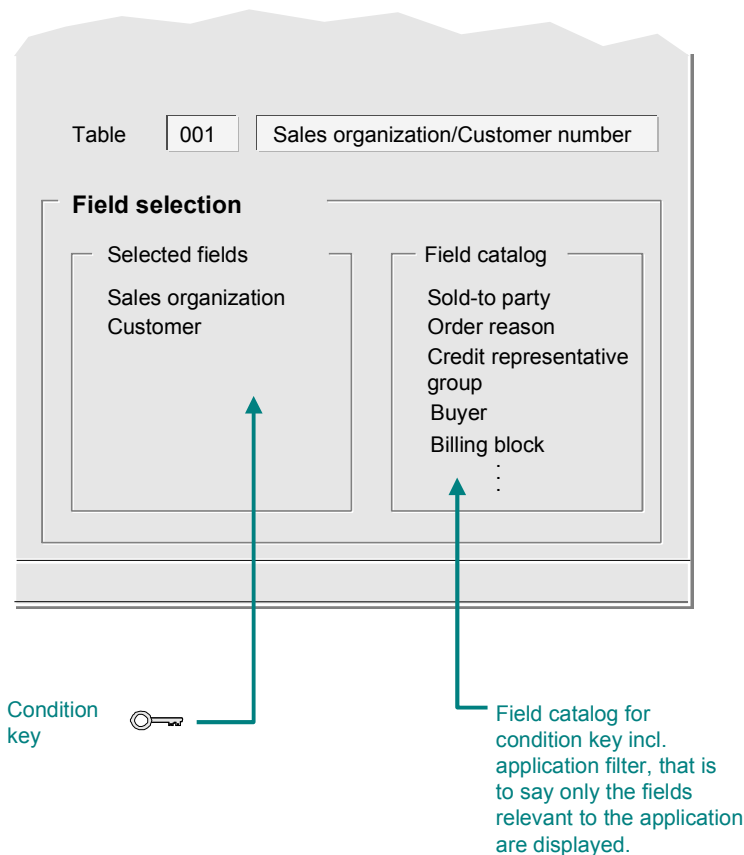 Table 001 Sales organization/Customer number
Field selection
Selected fields
Sales organization
Customer
Field catalog
Sold-to party
Order reason
Credit representative
group
Buyer
Billing block
.
.
.
Condition
key
Field catalog for
condition key incl.
application filter, that is
to say only the fields
relevant to the application
are displayed.